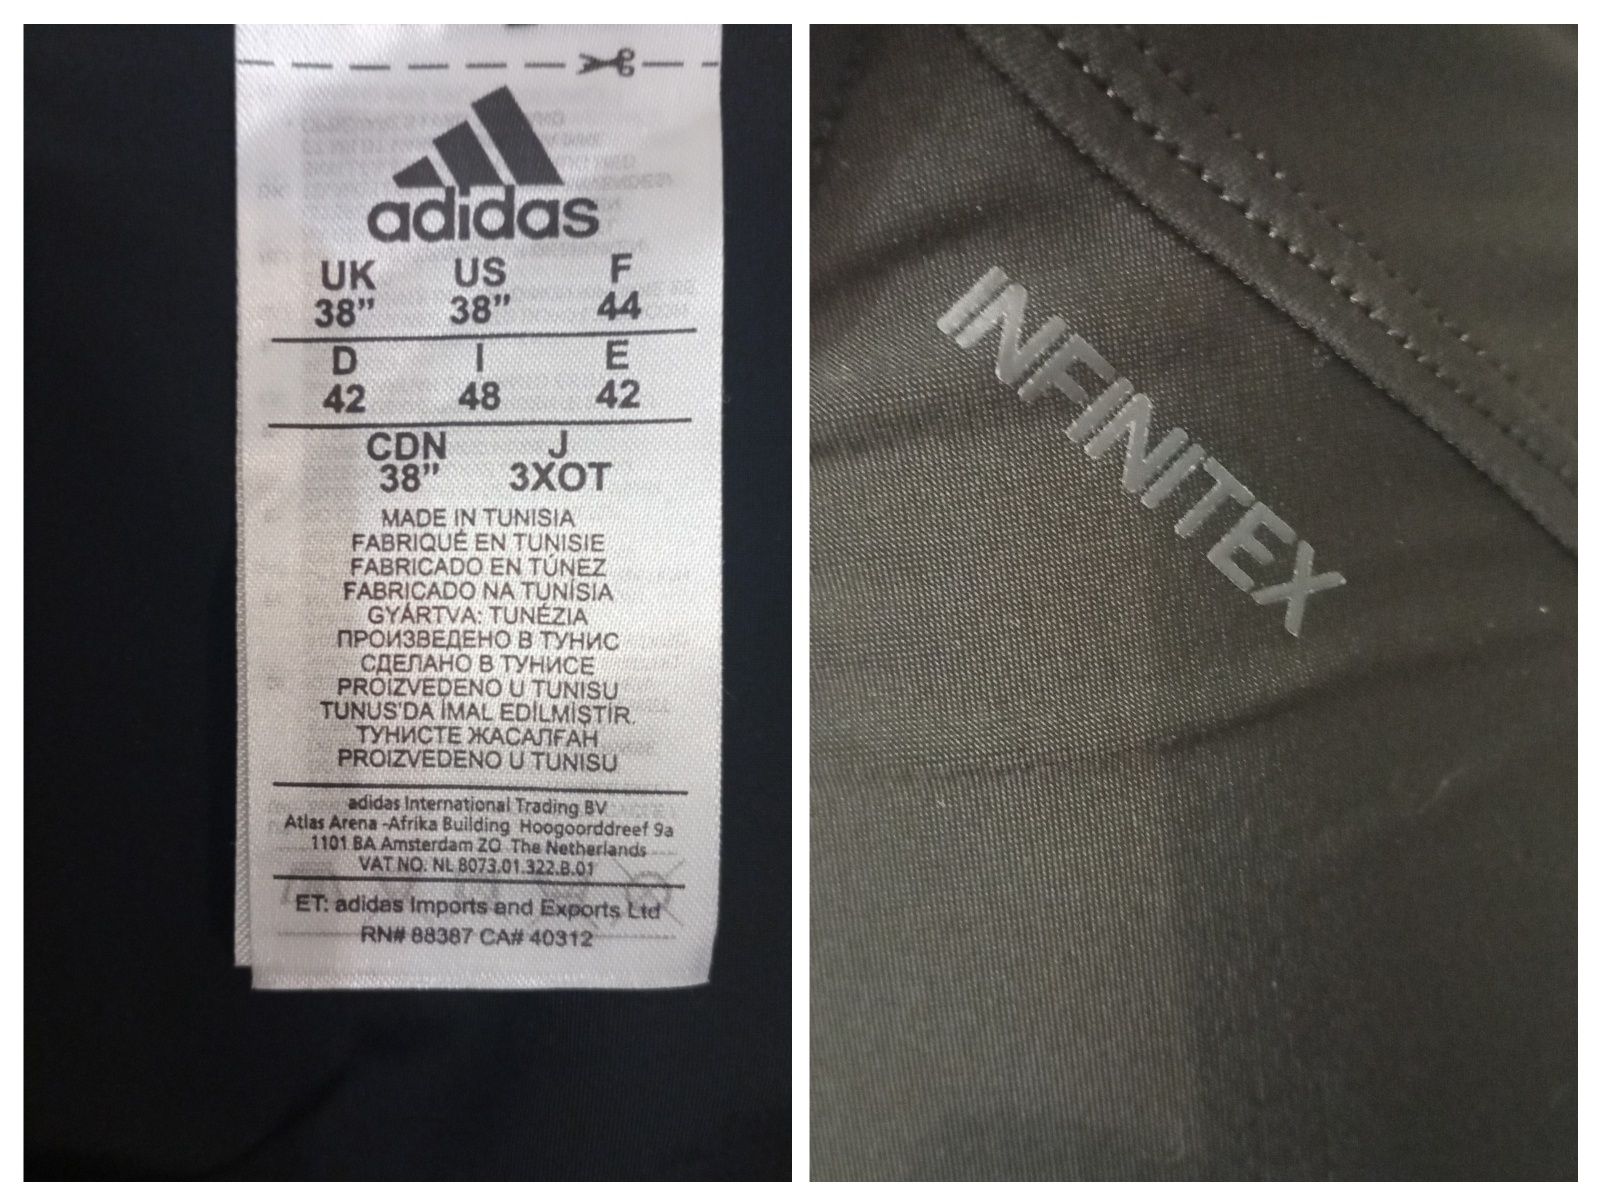 adidas
UK US F
38" 38" 44
D I E
42 48 42
CDN J
38" 3XOT
MADE IN TUNISIA
FABRIQUÉ EN TUNISIE
FABRICADO EN TÚNEZ
FABRICADO NA TUNÍSIA
GYÁRTVA: TUNÉZIA
ПРОИЗВЕДЕНО В ТУНИС
СДЕЛАНО В ТУНИСЕ
PROIZVEDENO U TUNISU
TUNUS'DA İMAL EDİLMİSTİR.
ТУНИСТЕ ЖАСАЛҒАН
PROIZVEDENO U TUNISU
adidas International Trading BV
Atlas Arena -Afrika Building Hoogoorddreef 9a
1101 BA Amsterdam ZO The Netherlands
VAT NO. NL 8073.01.322.B.01
ET: adidas Imports and Exports Ltd
RN# 88387 CA# 40312
INFINITEX